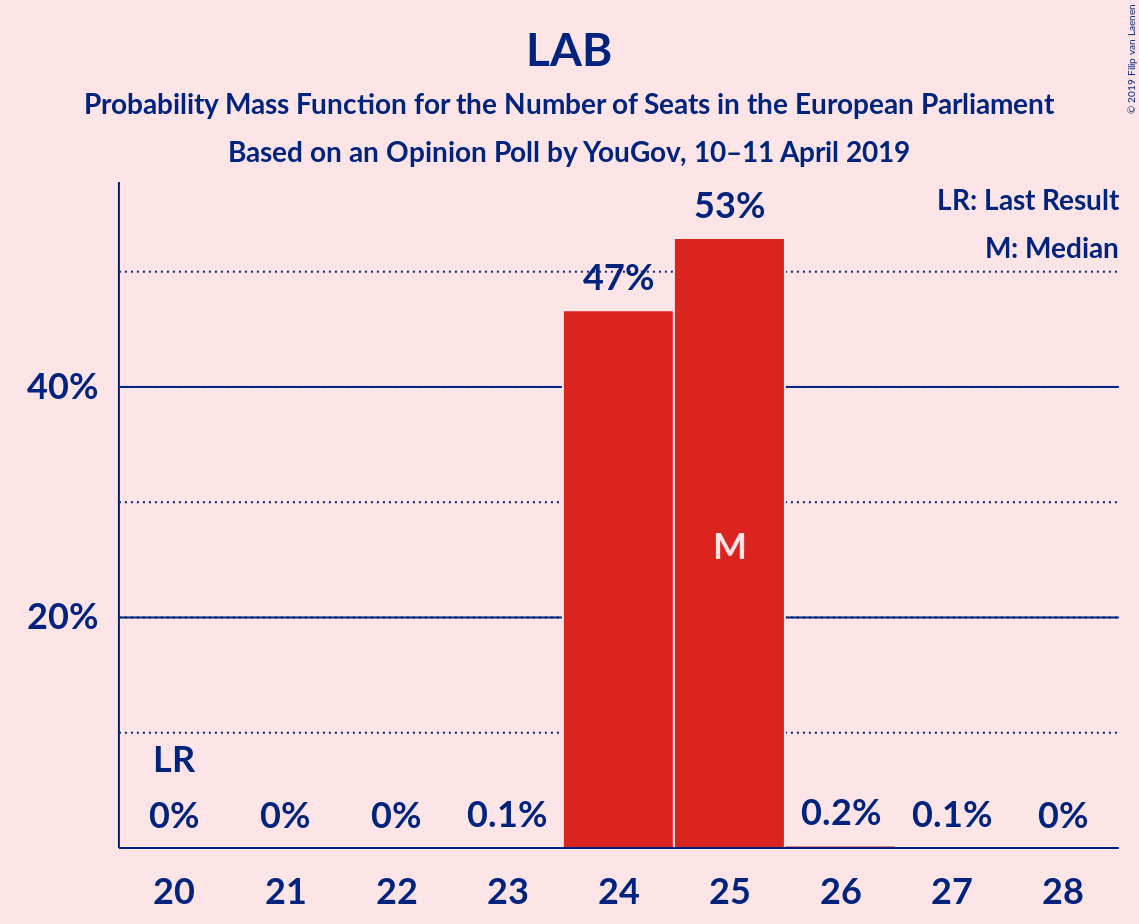 LAB
Probability Mass Function for the Number of Seats in the European Parliament
Based on an Opinion Poll by YouGov, 10–11 April 2019
© 2019 Filip van Laenen
LR: Last Result
M: Median
53%
47%
40%
M
20%
LR
0% 0% 0% 0.1% 0.2% 0.1% 0%
20 21 22 23 24 25 26 27 28